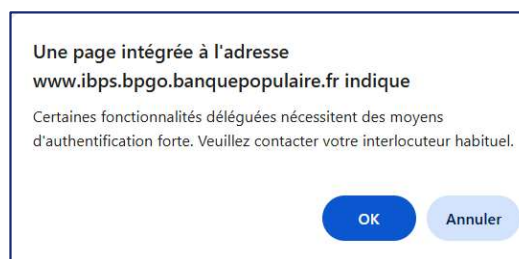 Une page intégrée à l'adresse
www.ibps.bpgo.banquepopulaire.fr indique
Certaines fonctionnalités déléguées nécessitent des moyens
d'authentification forte. Veuillez contacter votre interlocuteur habituel.
OK Annuler